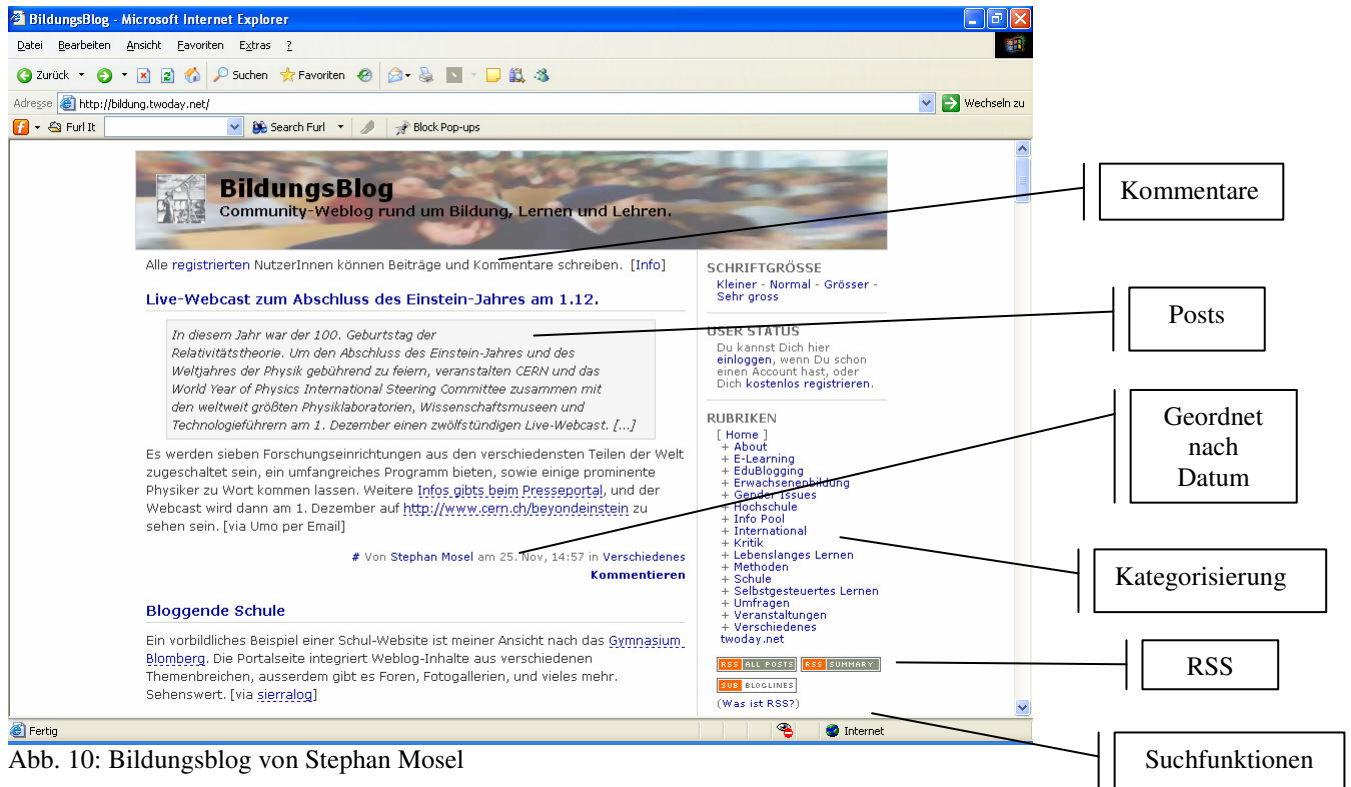 BildungsBlog - Microsoft Internet Explorer
Datei Bearbeiten Ansicht Favoriten Extras ?
Zurück Suchen Favoriten
Adresse http://bildung.twoday.net/ Wechseln zu
Furl It Search Furl Block Pop-ups
BildungsBlog
Community-Weblog rund um Bildung, Lernen und Lehren.
Alle registrierten NutzerInnen können Beiträge und Kommentare schreiben. [Info]
Live-Webcast zum Abschluss des Einstein-Jahres am 1.12.
In diesem Jahr war der 100. Geburtstag der
Relativitätstheorie. Um den Abschluss des Einstein-Jahres und des
Weltjahres der Physik gebührend zu feiern, veranstalten CERN und das
World Year of Physics International Steering Committee zusammen mit
den weltweit größten Physiklaboratorien, Wissenschaftsmuseen und
Technologieführern am 1. Dezember einen zwölfstündigen Live-Webcast. [...]
Es werden sieben Forschungseinrichtungen aus den verschiedensten Teilen der Welt
zugeschaltet sein, ein umfangreiches Programm bieten, sowie einige prominente
Physiker zu Wort kommen lassen. Weitere Infos gibts beim Presseportal, und der
Webcast wird dann am 1. Dezember auf http://www.cern.ch/beyondeinstein zu
sehen sein. [via Umo per Email]
# Von Stephan Mosel am 25. Nov, 14:57 in Verschiedenes
Kommentieren
Bloggende Schule
Ein vorbildliches Beispiel einer Schul-Website ist meiner Ansicht nach das Gymnasium
Blomberg. Die Portalseite integriert Weblog-Inhalte aus verschiedenen
Themenbreichen, ausserdem gibt es Foren, Fotogallerien, und vieles mehr.
Sehenswert. [via sierralog]
SCHRIFTGRÖSSE
Kleiner - Normal - Grösser -
Sehr gross
USER STATUS
Du kannst Dich hier
einloggen, wenn Du schon
einen Account hast, oder
Dich kostenlos registrieren.
RUBRIKEN
[ Home ]
+ About
+ E-Learning
+ EduBlogging
+ Erwachsenenbildung
+ Gender Issues
+ Hochschule
+ Info Pool
+ International
+ Kritik
+ Lebenslanges Lernen
+ Methoden
+ Schule
+ Selbstgesteuertes Lernen
+ Umfragen
+ Veranstaltungen
+ Verschiedenes
twoday.net
RSS ALL POSTS RSS SUMMARY
SUB BLOGLINES
(Was ist RSS?)
Fertig Internet
Kommentare
Posts
Geordnet
nach
Datum
Kategorisierung
RSS
Suchfunktionen
Abb. 10: Bildungsblog von Stephan Mosel